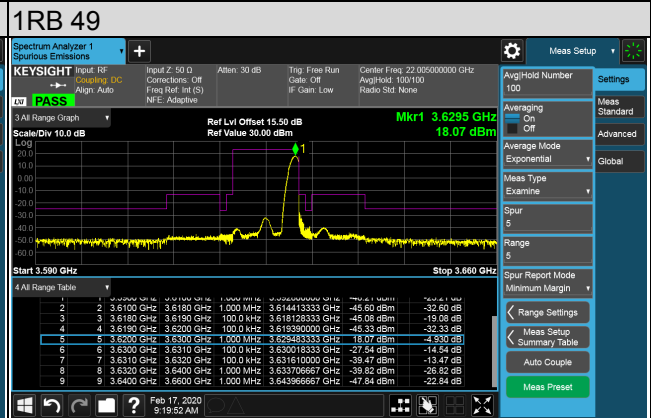 1RB 49
Spectrum Analyzer 1
Spurious Emissions
Meas Setup
KEYSIGHT
Input: RF
Coupling: DC
Align: Auto
Input Z: 50 Ω
Corrections: Off
Freq Ref: Int (S)
NFE: Adaptive
Atten: 30 dB
Trig: Free Run
Gate: Off
IF Gain: Low
Center Freq: 22.005000000 GHz
Avg|Hold: 100/100
Radio Std: None
LXI
PASS
3 All Range Graph
Scale/Div 10.0 dB
Ref Lvl Offset 15.50 dB
Ref Value 30.00 dBm
Mkr1 3.6295 GHz
18.07 dBm
Log
20.0
10.0
0.00
-10.0
-20.0
-30.0
-40.0
-50.0
-60.0
1
Start 3.590 GHz
Stop 3.660 GHz
4 All Range Table
2 2 3.6100 GHz 3.6180 GHz 1.000 MHz 3.614413333 GHz -45.60 dBm -32.60 dB
3 3 3.6180 GHz 3.6190 GHz 100.0 kHz 3.618128333 GHz -45.08 dBm -19.08 dB
4 4 3.6190 GHz 3.6200 GHz 100.0 kHz 3.619390000 GHz -45.33 dBm -32.33 dB
5 5 3.6200 GHz 3.6300 GHz 1.000 MHz 3.629483333 GHz 18.07 dBm -4.930 dB
6 6 3.6300 GHz 3.6310 GHz 100.0 kHz 3.630018333 GHz -27.54 dBm -14.54 dB
7 7 3.6310 GHz 3.6320 GHz 100.0 kHz 3.631610000 GHz -39.47 dBm -13.47 dB
8 8 3.6320 GHz 3.6400 GHz 1.000 MHz 3.633706667 GHz -39.82 dBm -26.82 dB
9 9 3.6400 GHz 3.6600 GHz 1.000 MHz 3.643966667 GHz -47.84 dBm -22.84 dB
Avg|Hold Number
100
Averaging
On
Off
Average Mode
Exponential
Meas Type
Examine
Spur
5
Range
5
Spur Report Mode
Minimum Margin
Range Settings
Meas Setup
Summary Table
Auto Couple
Meas Preset
Settings
Meas
Standard
Advanced
Global
?
Feb 17, 2020
9:19:52 AM